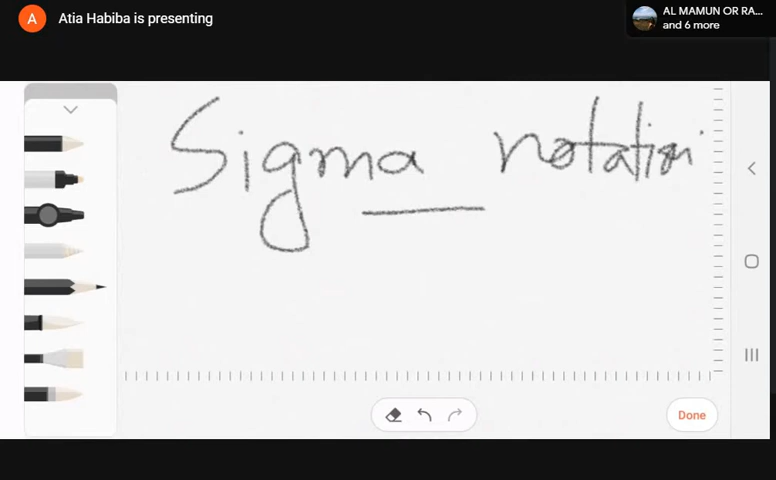 A
Atia Habiba is presenting
AL MAMUN OR RA...
and 6 more
Sigma notation
Done